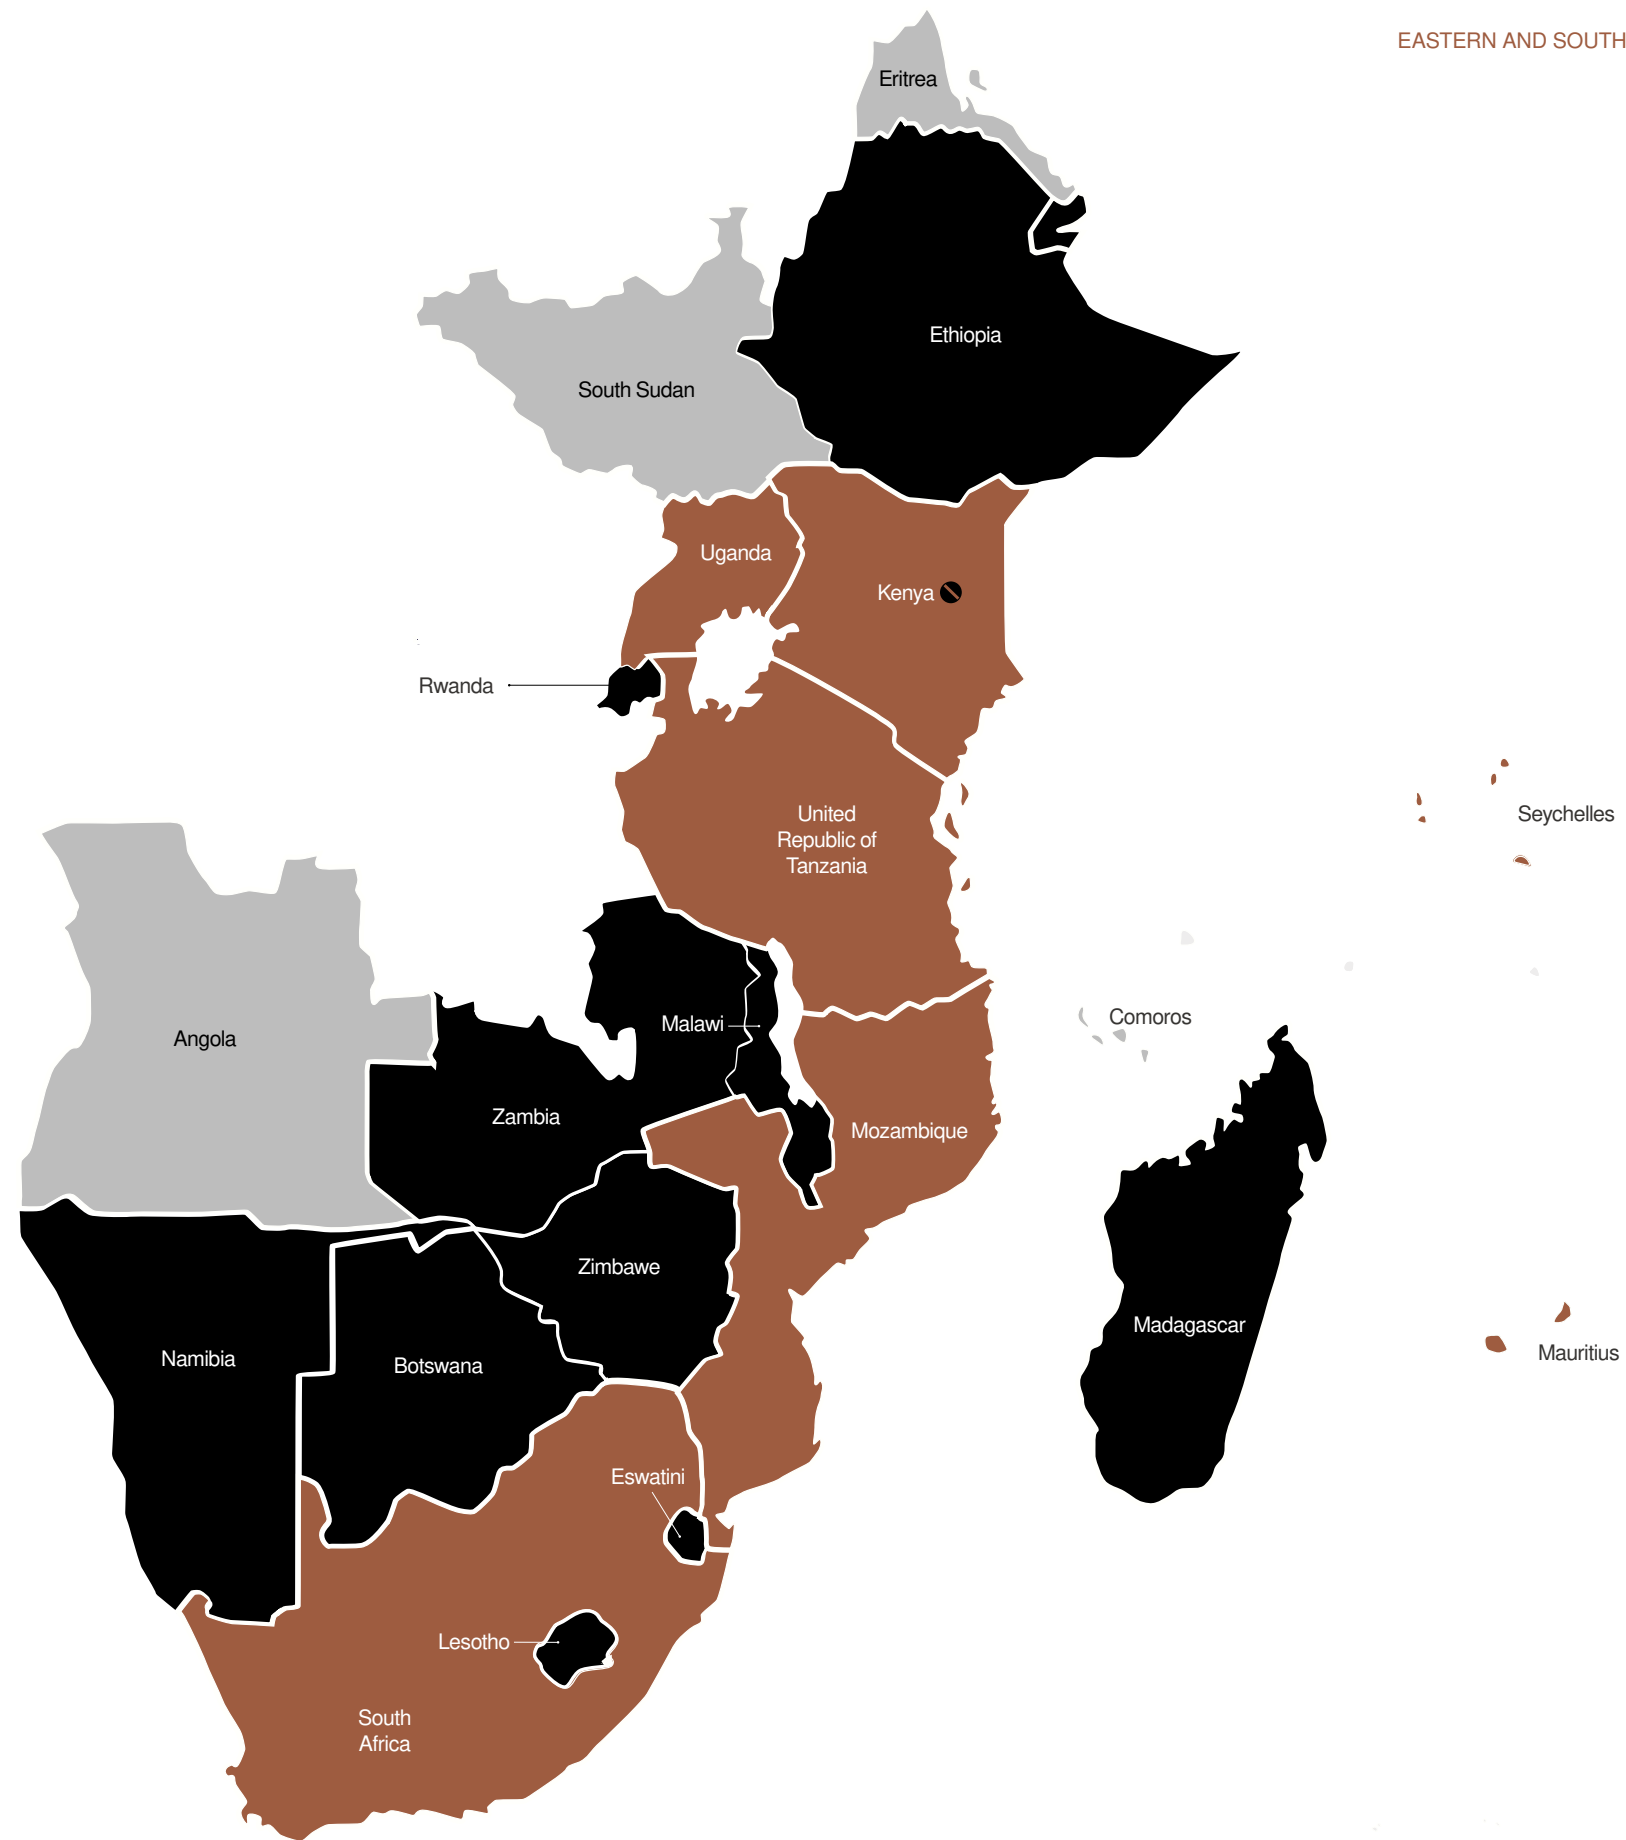 EASTERN AND SOUTH
Eritrea
Ethiopia
South Sudan
Uganda
Kenya
Rwanda
United
Republic of
Tanzania
Seychelles
Angola
Malawi
Comoros
Zambia
Mozambique
Zimbawe
Madagascar
Namibia
Botswana
Mauritius
Eswatini
Lesotho
South
Africa